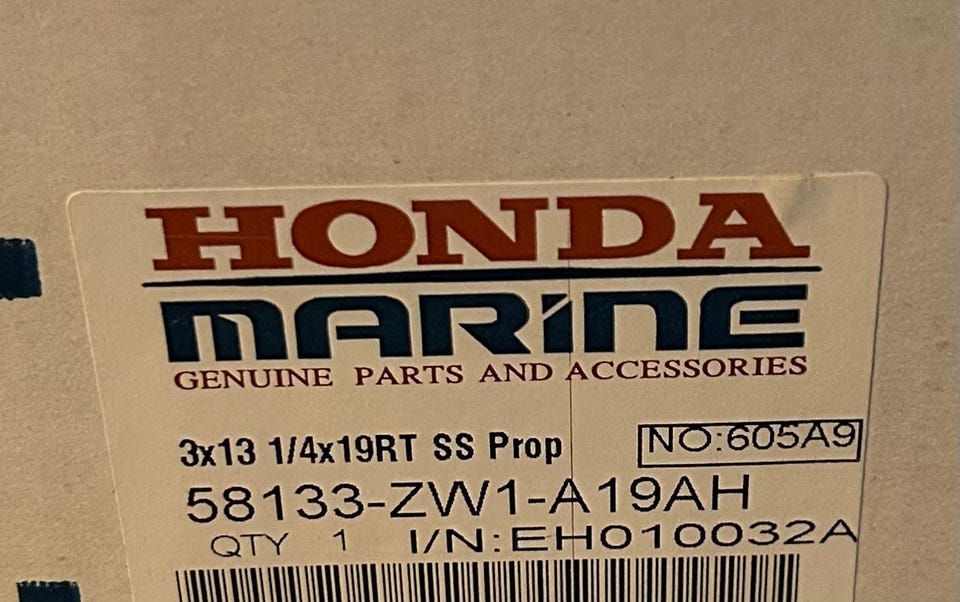 HONDA
MARINE
GENUINE PARTS AND ACCESSORIES
3x13 1/4x19RT SS Prop
NO:605A9
58133-ZW1-A19AH
QTY 1 I/N:EH010032A